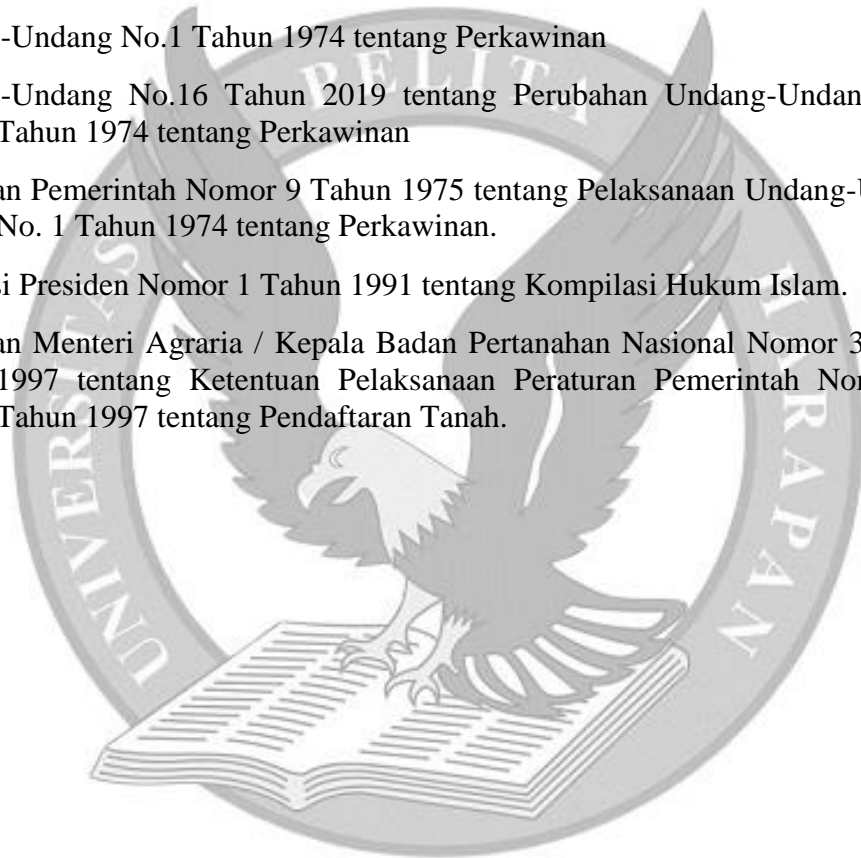 -Undang No.1 Tahun 1974 tentang Perkawinan
-Undang No.16 Tahun 2019 tentang Perubahan Undang-Undan
Tahun 1974 tentang Perkawinan
an Pemerintah Nomor 9 Tahun 1975 tentang Pelaksanaan Undang-U
No. 1 Tahun 1974 tentang Perkawinan.
si Presiden Nomor 1 Tahun 1991 tentang Kompilasi Hukum Islam.
an Menteri Agraria / Kepala Badan Pertanahan Nasional Nomor 3
1997 tentang Ketentuan Pelaksanaan Peraturan Pemerintah Nor
Tahun 1997 tentang Pendaftaran Tanah.
UNIVERSITAS PELITA HARAPAN